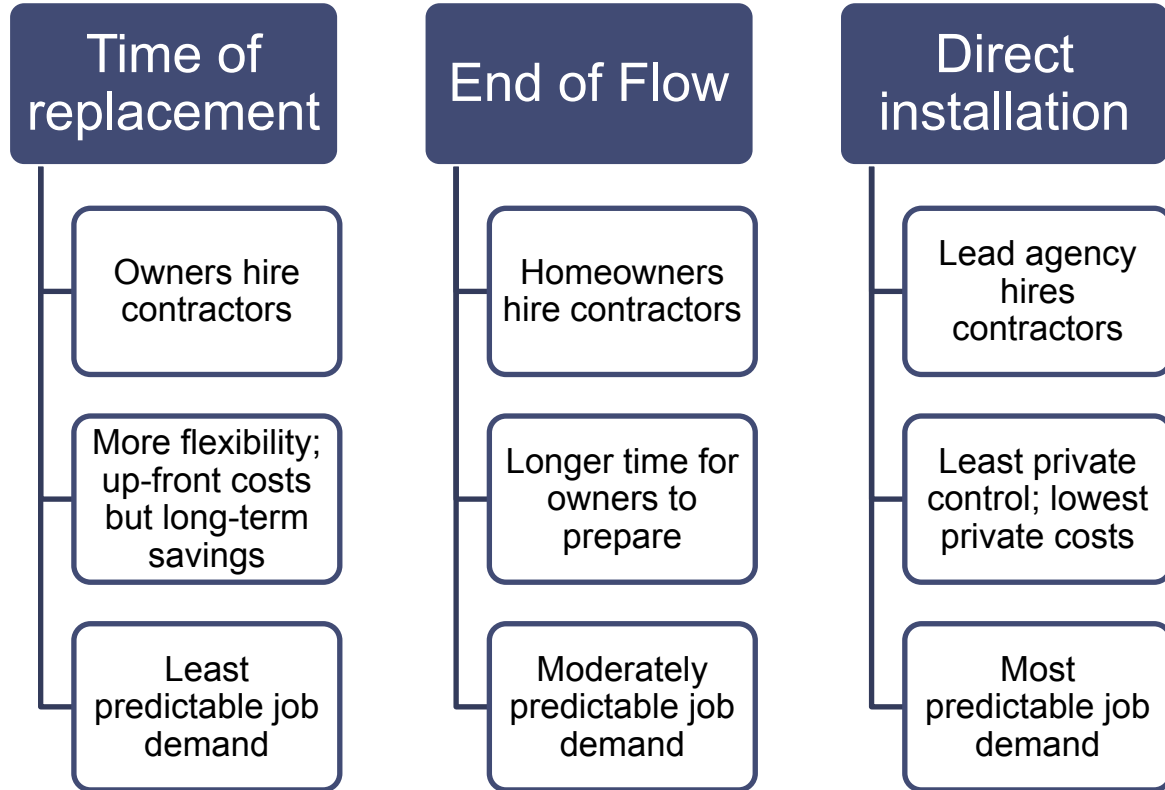 Time of
replacement
Owners hire
contractors
More flexibility;
up-front costs
but long-term
savings
Least
predictable job
demand
End of Flow
Homeowners
hire contractors
Longer time for
owners to
prepare
Moderately
predictable job
demand
Direct
installation
Lead agency
hires
contractors
Least private
control; lowest
private costs
Most
predictable job
demand